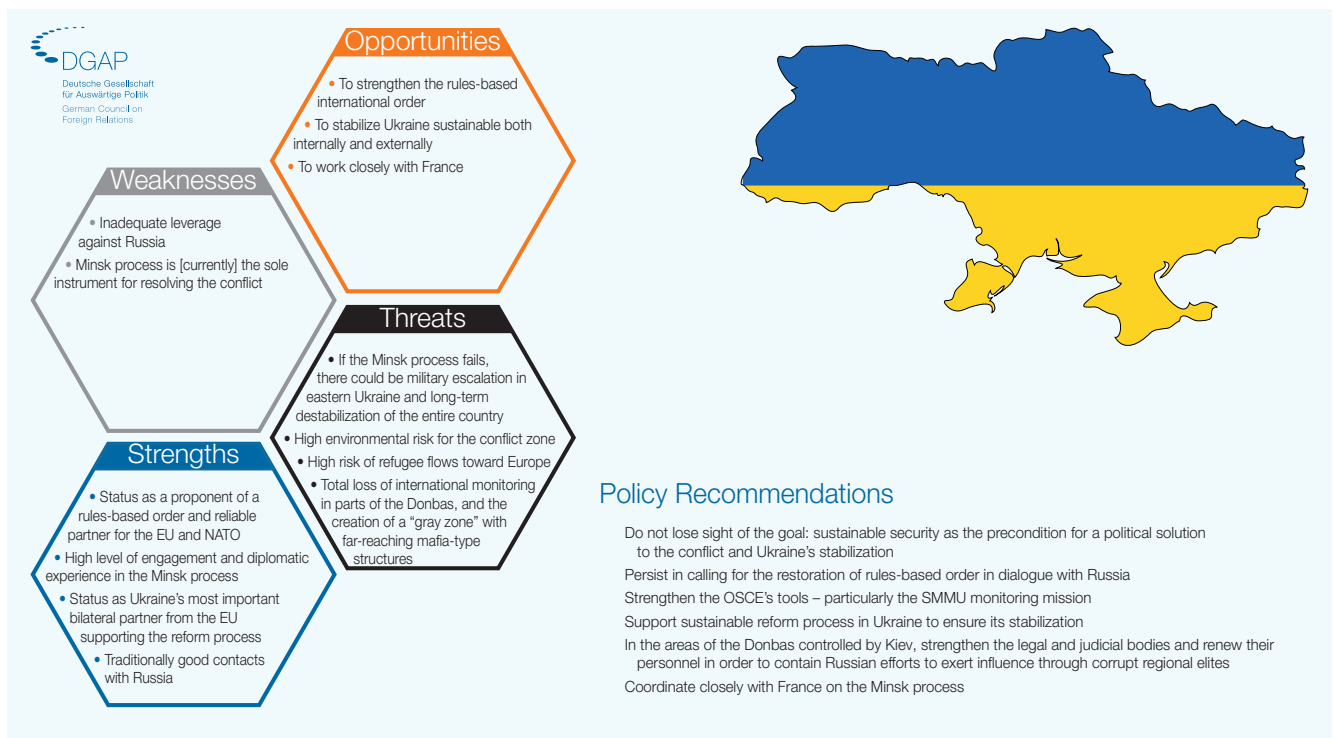 DGAP
Deutsche Gesellschaft
für Auswärtige Politik
German Council on
Foreign Relations
Opportunities
• To strengthen the rules-based
international order
• To stabilize Ukraine sustainable both
internally and externally
• To work closely with France
Weaknesses
• Inadequate leverage
against Russia
• Minsk process is [currently] the sole
instrument for resolving the conflict
Threats
• If the Minsk process fails,
there could be military escalation in
eastern Ukraine and long-term
destabilization of the entire country
• High environmental risk for the conflict zone
• High risk of refugee flows toward Europe
• Total loss of international monitoring
in parts of the Donbas, and the
creation of a “gray zone” with
far-reaching mafia-type
structures
Strengths
• Status as a proponent of a
rules-based order and reliable
partner for the EU and NATO
• High level of engagement and diplomatic
experience in the Minsk process
• Status as Ukraine’s most important
bilateral partner from the EU
supporting the reform process
• Traditionally good contacts
with Russia
Policy Recommendations
Do not lose sight of the goal: sustainable security as the precondition for a political solution
to the conflict and Ukraine’s stabilization
Persist in calling for the restoration of rules-based order in dialogue with Russia
Strengthen the OSCE’s tools – particularly the SMMU monitoring mission
Support sustainable reform process in Ukraine to ensure its stabilization
In the areas of the Donbas controlled by Kiev, strengthen the legal and judicial bodies and renew their
personnel in order to contain Russian efforts to exert influence through corrupt regional elites
Coordinate closely with France on the Minsk process